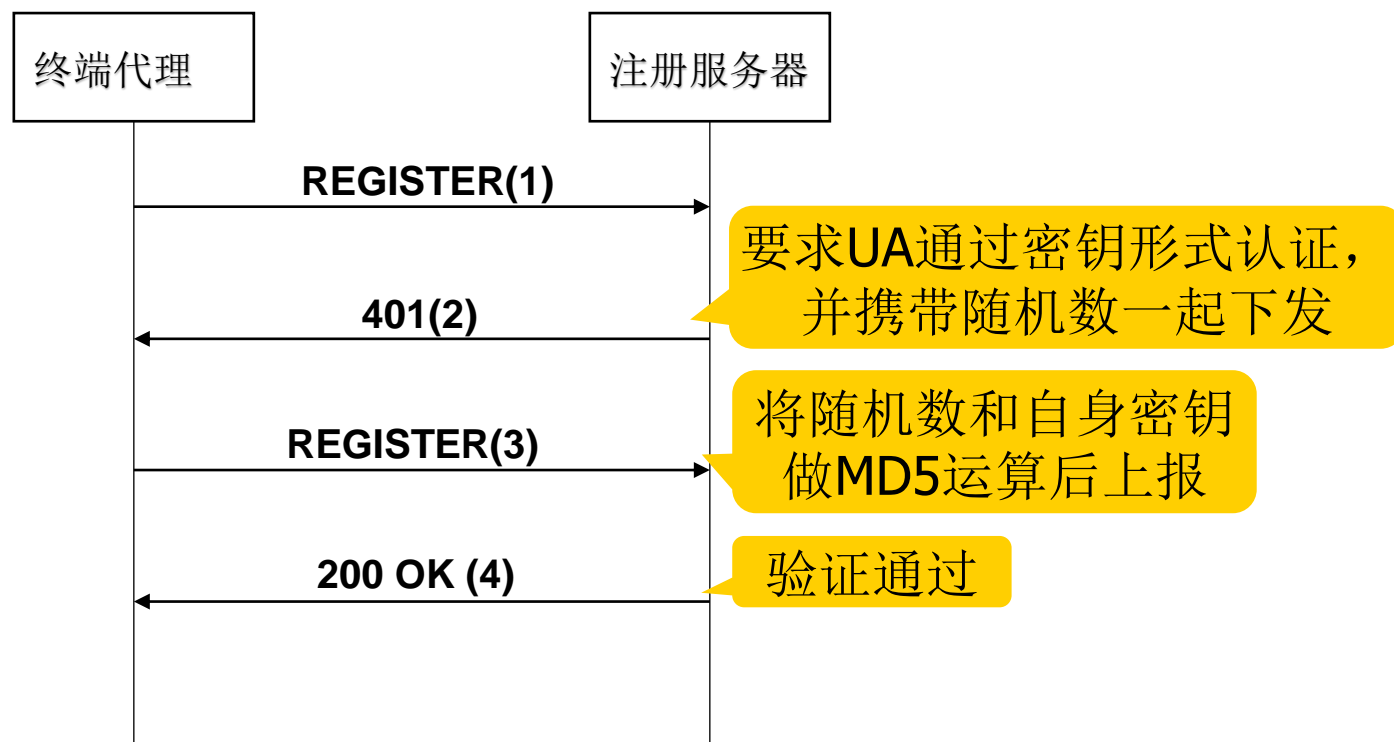 终端代理
注册服务器
REGISTER(1)
要求UA通过密钥形式认证，
并携带随机数一起下发
401(2)
将随机数和自身密钥
做MD5运算后上报
REGISTER(3)
200 OK (4)
验证通过